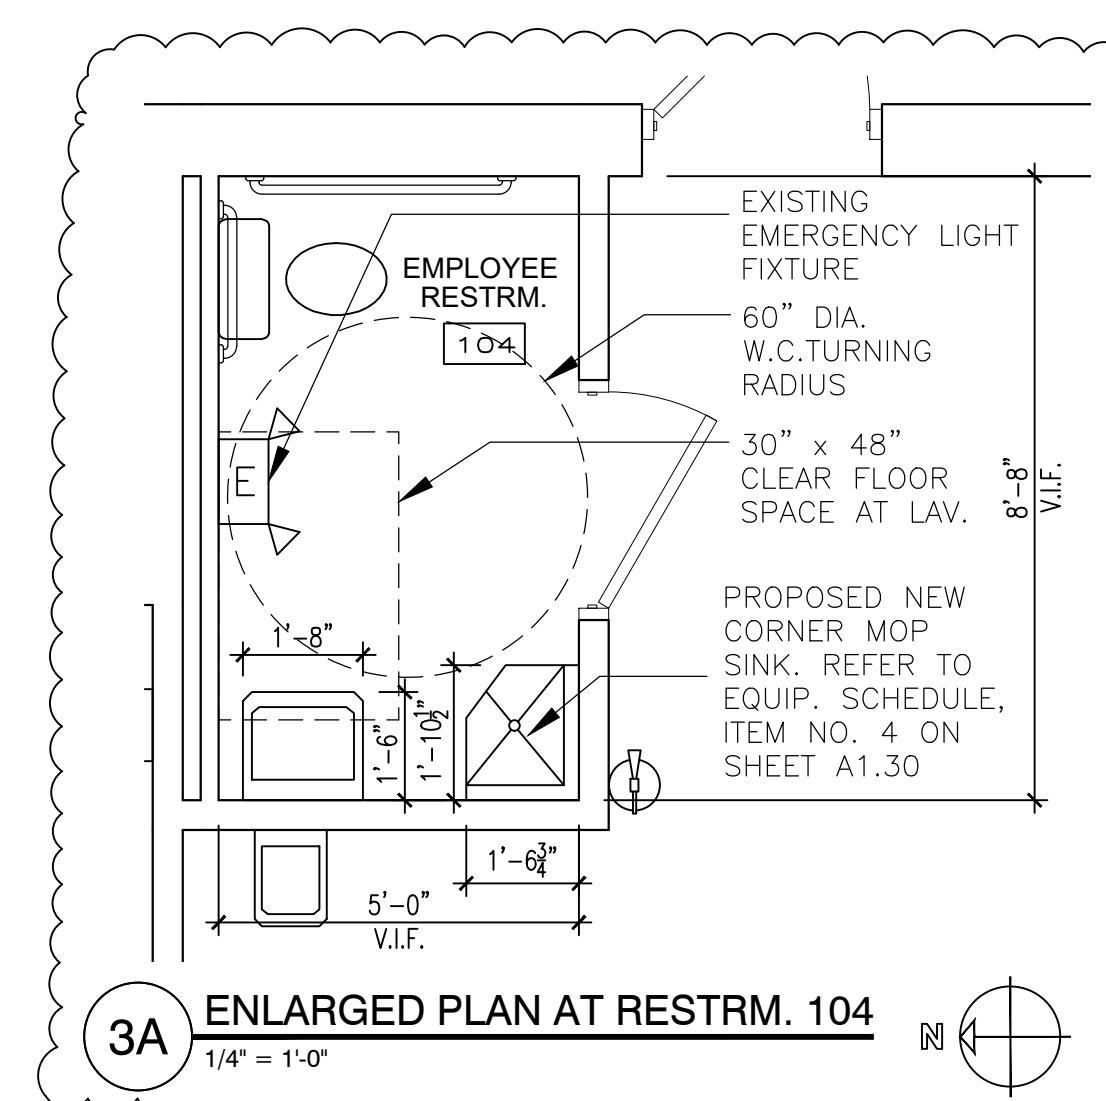 EXISTING
EMERGENCY LIGHT
FIXTURE
EMPLOYEE
RESTRM.
104
60” DIA.
W.C.TURNING
RADIUS
30” x 48”
CLEAR FLOOR
SPACE AT LAV.
8’-8”
V.I.F.
E
PROPOSED NEW
CORNER MOP
SINK. REFER TO
EQUIP. SCHEDULE,
ITEM NO. 4 ON
SHEET A1.30
1’-8”
1’-6”
1’-10½”
1’-6¾”
5’-0”
V.I.F.
3A
ENLARGED PLAN AT RESTRM. 104
1/4" = 1'-0"
N